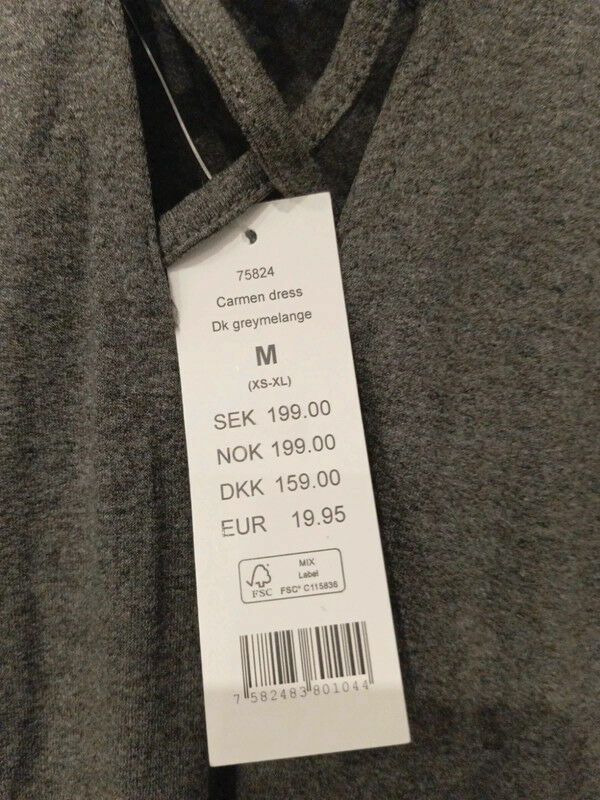 75824
Carmen dress
Dk greymelange
M
(XS-XL)
SEK 199.00
NOK 199.00
DKK 159.00
EUR 19.95
MIX
Label
FSC® C115836
FSC
7 582483 801044